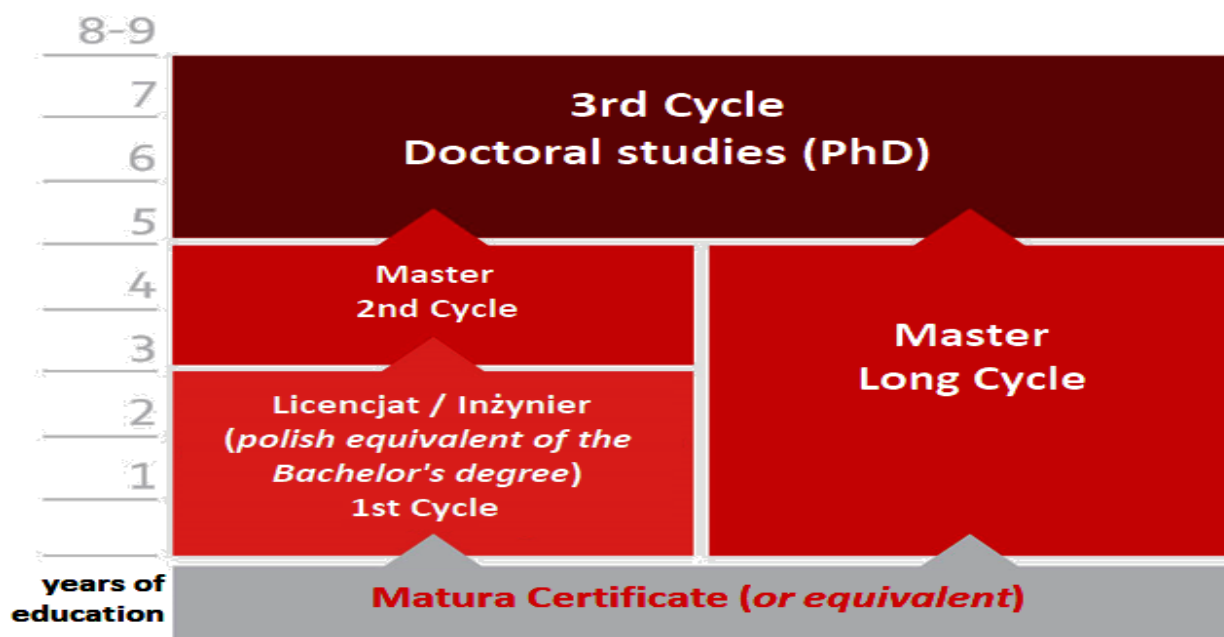 8-9
7
6
5
4
3
2
1
years of
education
3rd Cycle
Doctoral studies (PhD)
Master
2nd Cycle
Licencjat / Inżynier
(polish equivalent of the
Bachelor's degree)
1st Cycle
Master
Long Cycle
Matura Certificate (or equivalent)